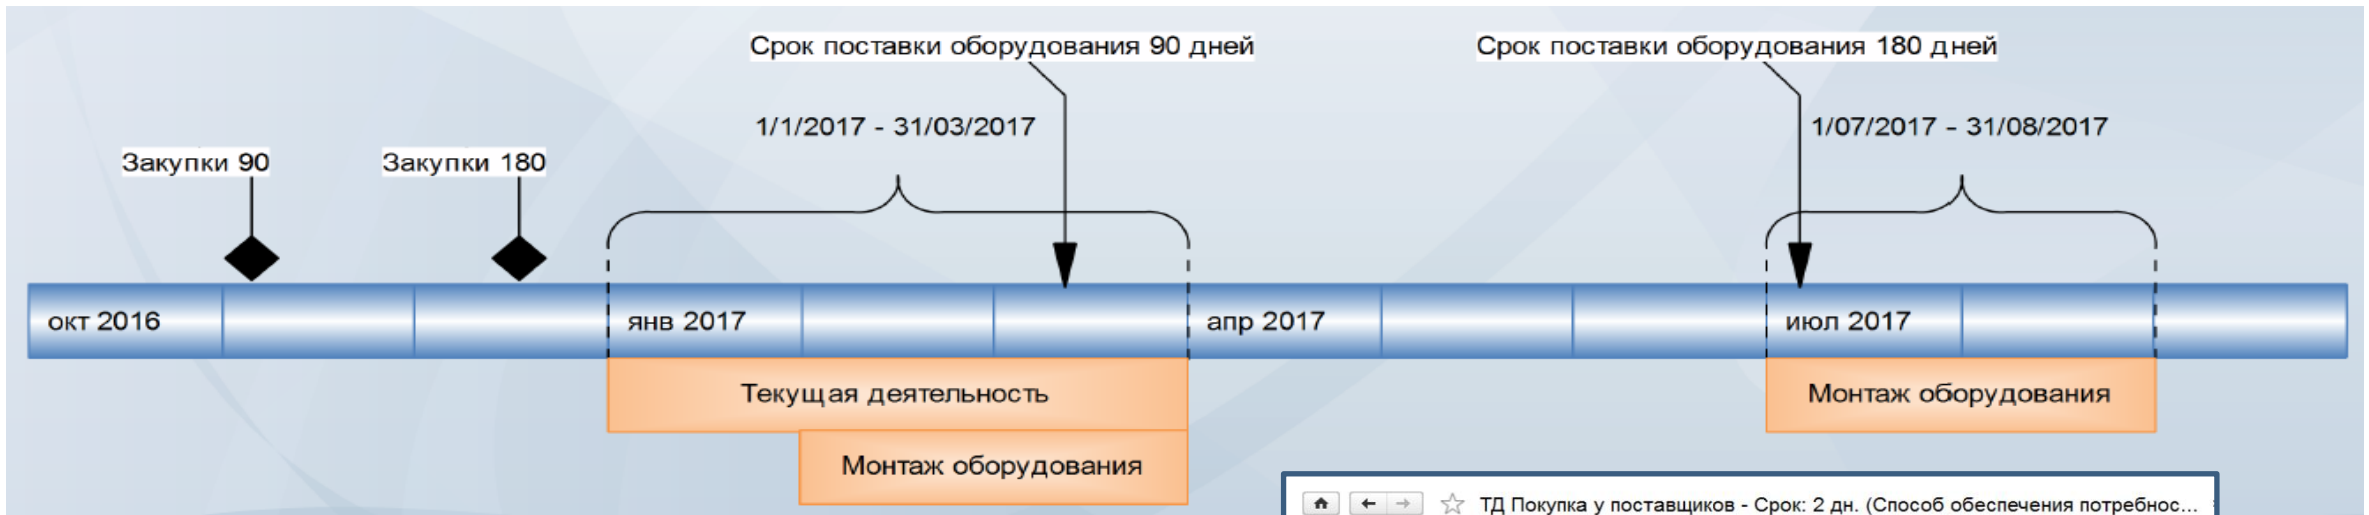 Срок поставки оборудования 90 дней
Срок поставки оборудования 180 дней
1/1/2017 - 31/03/2017
1/07/2017 - 31/08/2017
Закупки 90
Закупки 180
окт 2016
янв 2017
апр 2017
июл 2017
Текущая деятельность
Монтаж оборудования
Монтаж оборудования
ТД Покупка у поставщиков - Срок: 2 дн. (Способ обеспечения потребнос...